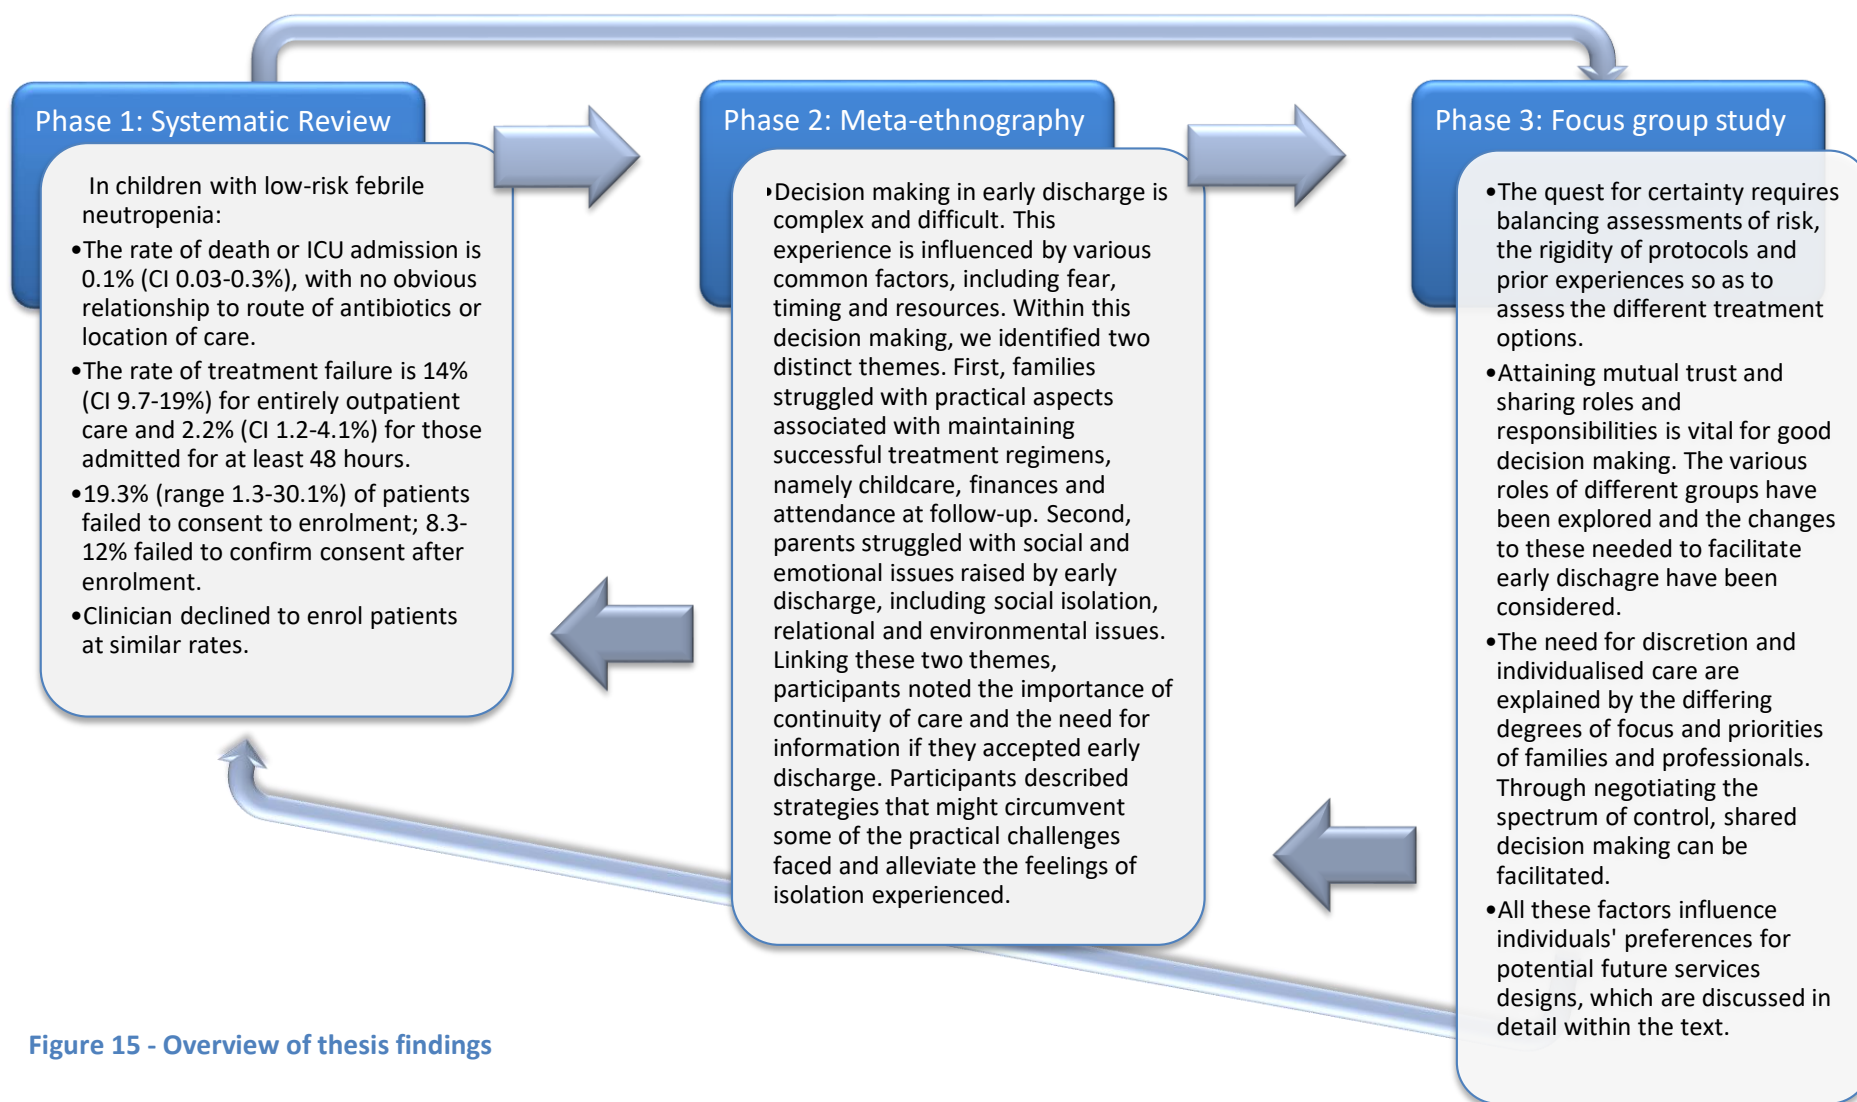 Phase 1: Systematic Review
In children with low-risk febrile
neutropenia:
•The rate of death or ICU admission is
0.1% (CI 0.03-0.3%), with no obvious
relationship to route of antibiotics or
location of care.
•The rate of treatment failure is 14%
(CI 9.7-19%) for entirely outpatient
care and 2.2% (CI 1.2-4.1%) for those
admitted for at least 48 hours.
•19.3% (range 1.3-30.1%) of patients
failed to consent to enrolment; 8.3-
12% failed to confirm consent after
enrolment.
•Clinician declined to enrol patients
at similar rates.
Phase 2: Meta-ethnography
•Decision making in early discharge is
complex and difficult. This
experience is influenced by various
common factors, including fear,
timing and resources. Within this
decision making, we identified two
distinct themes. First, families
struggled with practical aspects
associated with maintaining
successful treatment regimens,
namely childcare, finances and
attendance at follow-up. Second,
parents struggled with social and
emotional issues raised by early
discharge, including social isolation,
relational and environmental issues.
Linking these two themes,
participants noted the importance of
continuity of care and the need for
information if they accepted early
discharge. Participants described
strategies that might circumvent
some of the practical challenges
faced and alleviate the feelings of
isolation experienced.
Phase 3: Focus group study
•The quest for certainty requires
balancing assessments of risk,
the rigidity of protocols and
prior experiences so as to
assess the different treatment
options.
•Attaining mutual trust and
sharing roles and
responsibilities is vital for good
decision making. The various
roles of different groups have
been explored and the changes
to these needed to facilitate
early dischagre have been
considered.
•The need for discretion and
individualised care are
explained by the differing
degrees of focus and priorities
of families and professionals.
Through negotiating the
spectrum of control, shared
decision making can be
facilitated.
•All these factors influence
individuals' preferences for
potential future services
designs, which are discussed in
detail within the text.
Figure 15 - Overview of thesis findings